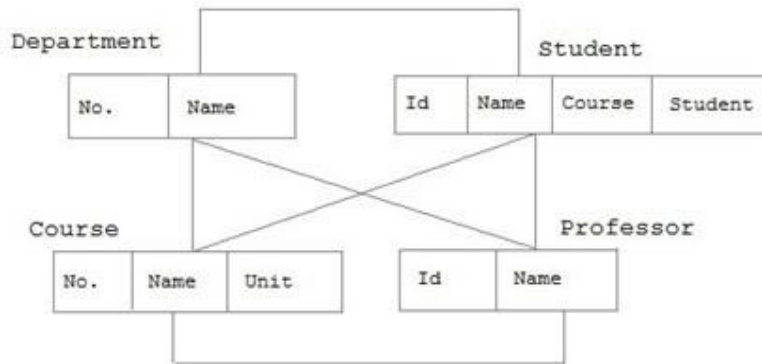 Department
Student
No. Name
Id Name Course Student
Course
Professor
No. Name Unit
Id Name